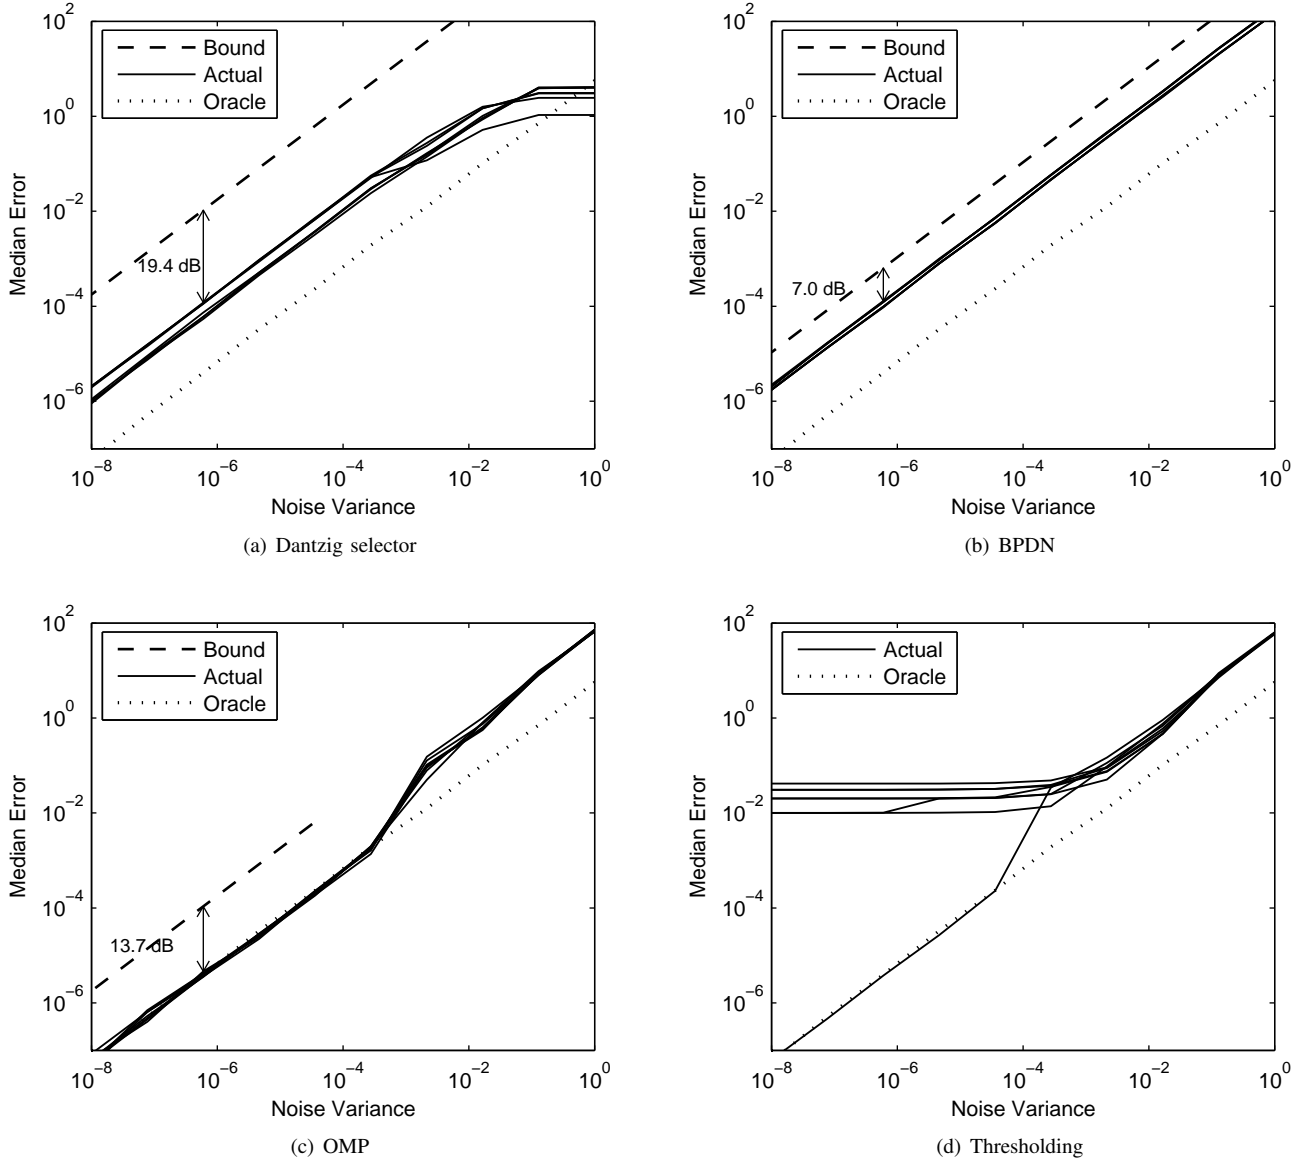 10^2
10^0
10^−2
10^−4
10^−6
Median Error
Bound
Actual
Oracle
19.4 dB
10^−8 10^−6 10^−4 10^−2 10^0
Noise Variance
(a) Dantzig selector
10^2
10^0
10^−2
10^−4
10^−6
Median Error
Bound
Actual
Oracle
7.0 dB
10^−8 10^−6 10^−4 10^−2 10^0
Noise Variance
(b) BPDN
10^2
10^0
10^−2
10^−4
10^−6
Median Error
Bound
Actual
Oracle
13.7 dB
10^−8 10^−6 10^−4 10^−2 10^0
Noise Variance
(c) OMP
10^2
10^0
10^−2
10^−4
10^−6
Median Error
Actual
Oracle
10^−8 10^−6 10^−4 10^−2 10^0
Noise Variance
(d) Thresholding